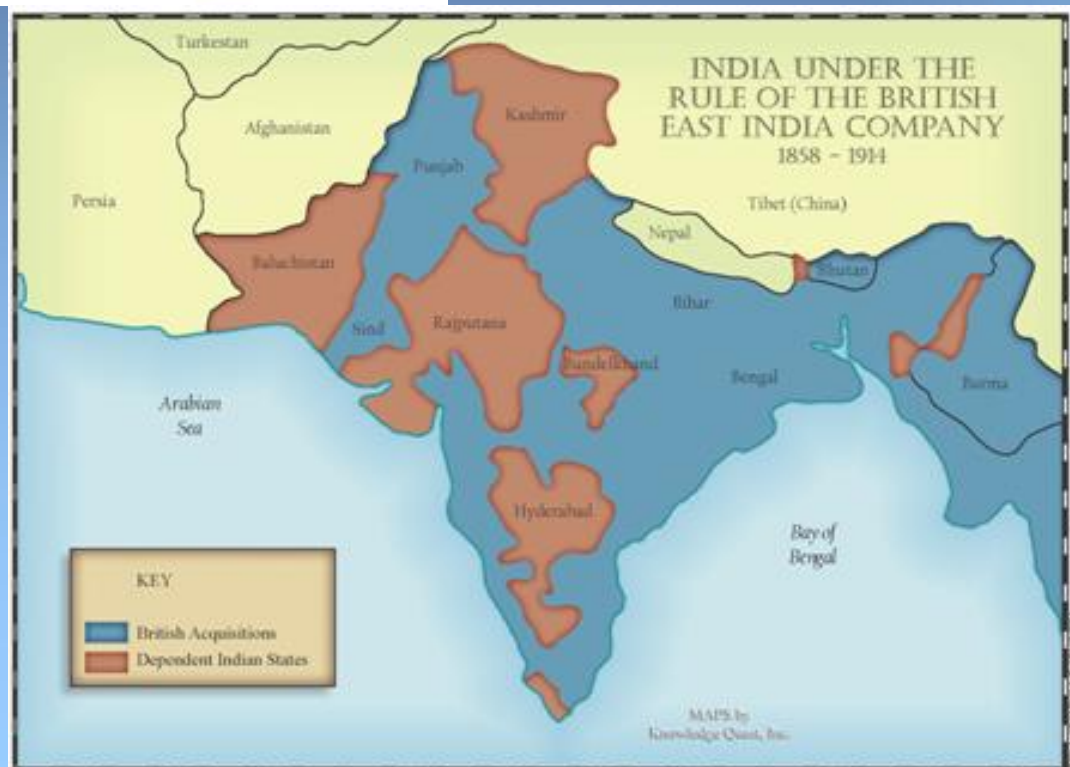 INDIA UNDER THE
RULE OF THE BRITISH
EAST INDIA COMPANY
1858 - 1914
Turkestan
Afghanistan
Kashmir
Punjab
Persia
Tibet (China)
Nepal
Baluchistan
Bhutan
Bihar
Sind
Rajputana
Bundelkhand
Bengal
Burma
Arabian
Sea
Hyderabad
Bay of
Bengal
KEY
British Acquisitions
Dependent Indian States
MAPS by
Knowledge Quest, Inc.